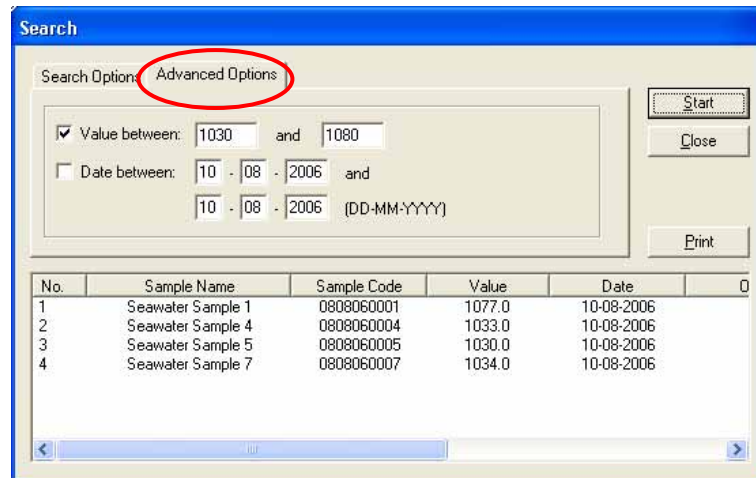 Search
Search Options Advanced Options
Start
Value between: 1030 and 1080
Close
Date between: 10 - 08 - 2006 and
10 - 08 - 2006 (DD-MM-YYYY)
Print
No. Sample Name Sample Code Value Date O
1 Seawater Sample 1 0808060001 1077.0 10-08-2006
2 Seawater Sample 4 0808060004 1033.0 10-08-2006
3 Seawater Sample 5 0808060005 1030.0 10-08-2006
4 Seawater Sample 7 0808060007 1034.0 10-08-2006